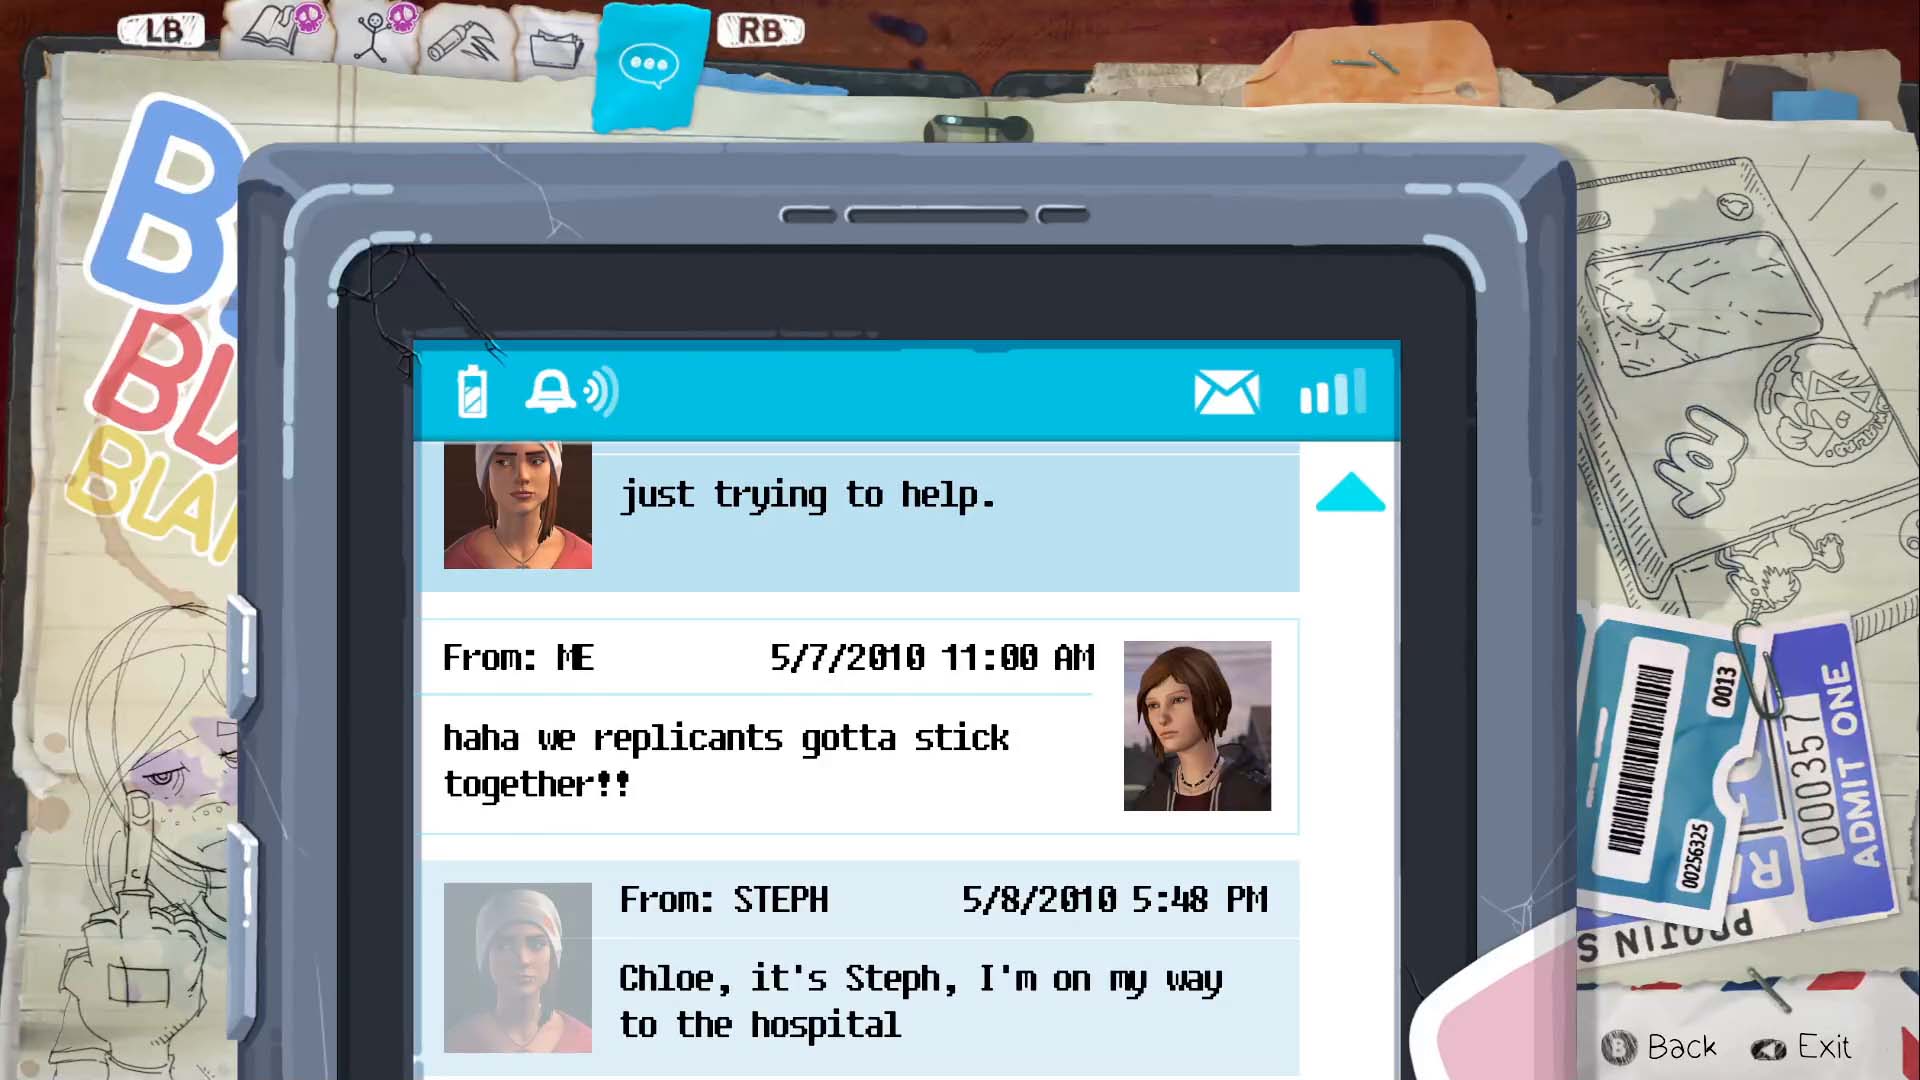 LB
RB
just trying to help.
From: ME 5/7/2010 11:00 AM
haha we replicants gotta stick
together!!
From: STEPH 5/8/2010 5:48 PM
Chloe, it's Steph, I'm on my way
to the hospital
0013
00256325
000357
ADMIT ONE
B Back
Exit